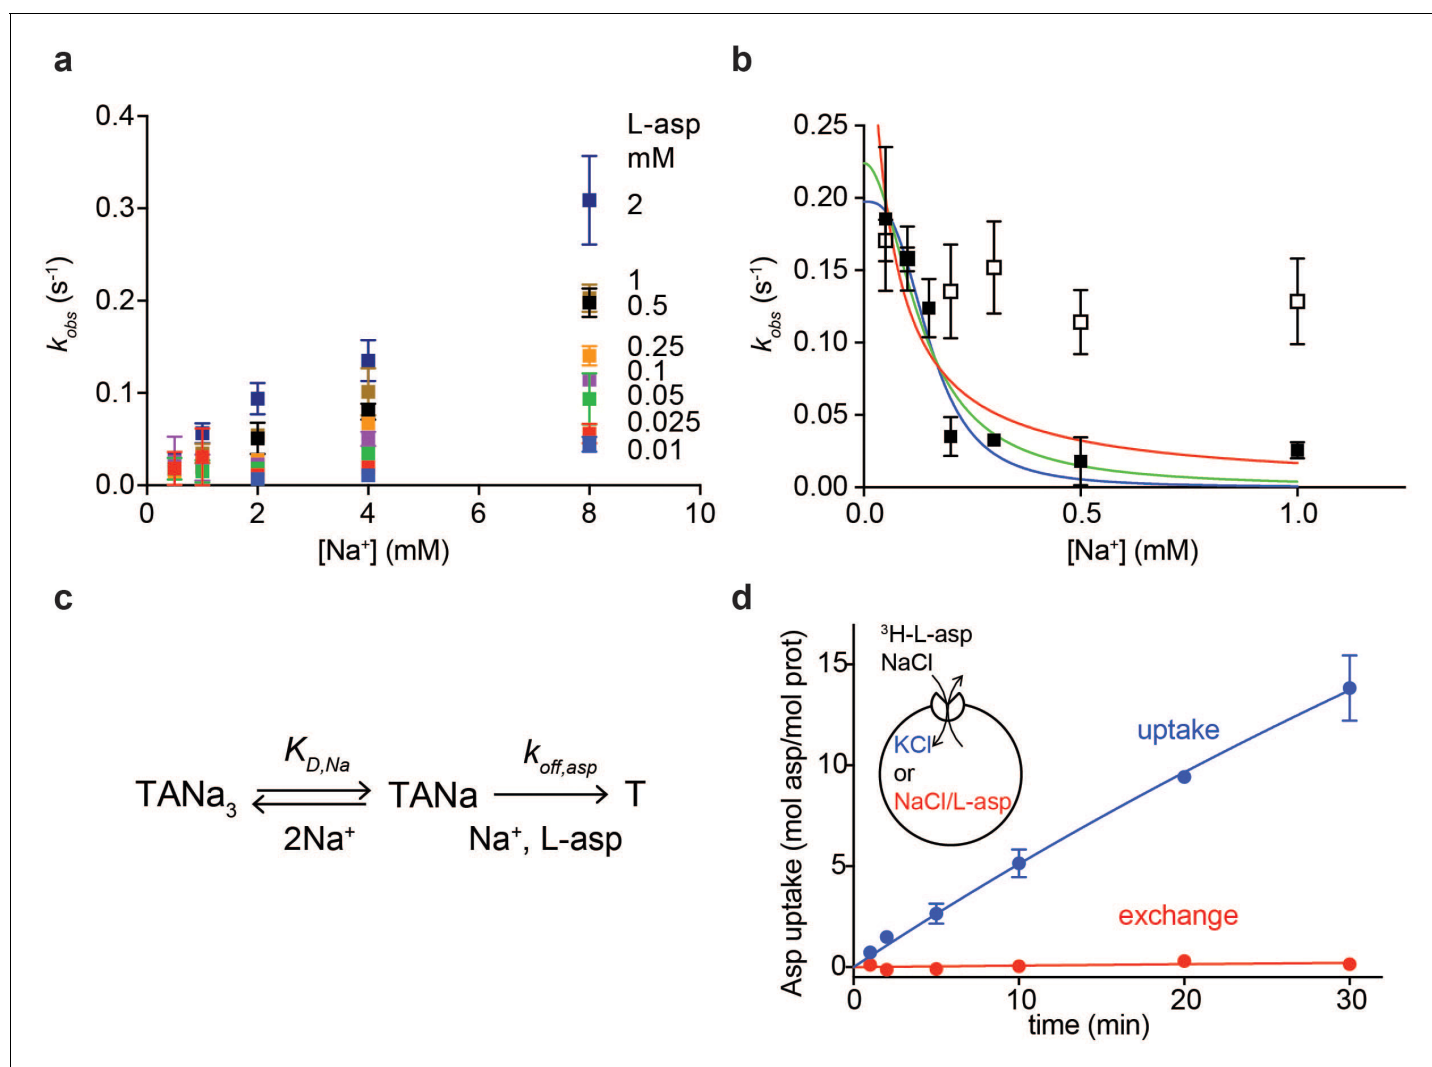 a
0.4
0.3
0.2
0.1
0.0
k_obs (s⁻¹)
0 2 4 6 8 10
[Na⁺] (mM)
L-asp
mM
2
1
0.5
0.25
0.1
0.05
0.025
0.01
b
0.25
0.20
0.15
0.10
0.05
0.00
k_obs (s⁻¹)
0.0 0.5 1.0
[Na⁺] (mM)
c
K_D,Na k_off,asp
TANa₃ TANa T
2Na⁺ Na⁺, L-asp
d
Asp uptake (mol asp/mol prot)
15
10
5
0
³H-L-asp
NaCl
KCl
or
NaCl/L-asp
uptake
exchange
0 10 20 30
time (min)